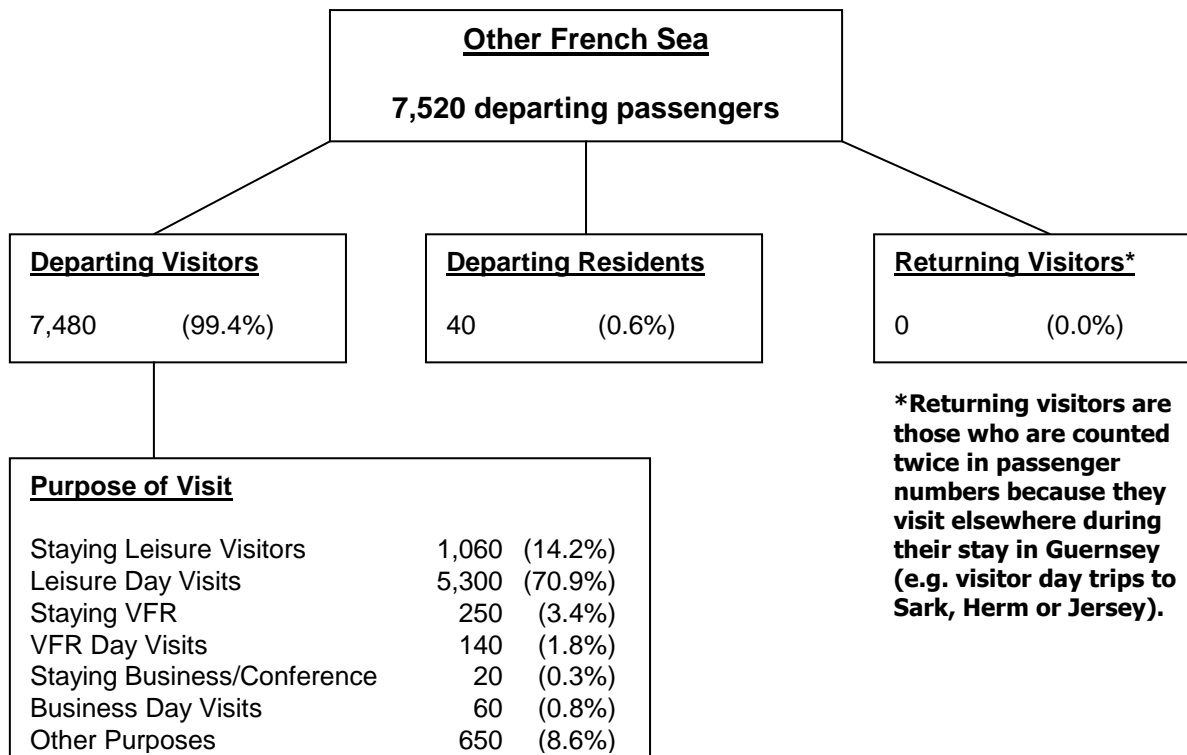 Other French Sea
7,520 departing passengers
Departing Visitors
7,480 (99.4%)
Departing Residents
40 (0.6%)
Returning Visitors*
0 (0.0%)
*Returning visitors are
those who are counted
twice in passenger
numbers because they
visit elsewhere during
their stay in Guernsey
(e.g. visitor day trips to
Sark, Herm or Jersey).
Purpose of Visit
Staying Leisure Visitors 1,060 (14.2%)
Leisure Day Visits 5,300 (70.9%)
Staying VFR 250 (3.4%)
VFR Day Visits 140 (1.8%)
Staying Business/Conference 20 (0.3%)
Business Day Visits 60 (0.8%)
Other Purposes 650 (8.6%)